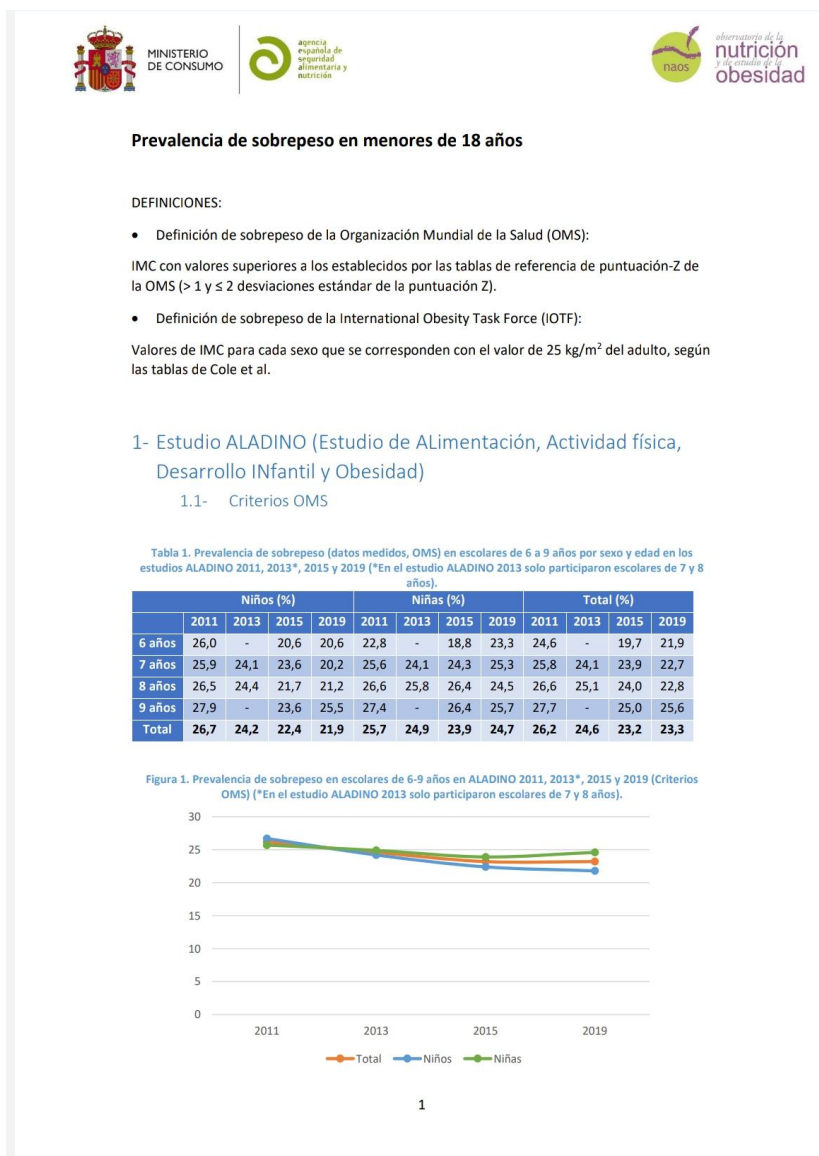 MINISTERIO
DE CONSUMO
agencia
española de
seguridad
alimentaria y
nutrición
naos
observatorio de la
nutrición
y de estudio de la
obesidad
Prevalencia de sobrepeso en menores de 18 años
DEFINICIONES:
• Definición de sobrepeso de la Organización Mundial de la Salud (OMS):
IMC con valores superiores a los establecidos por las tablas de referencia de puntuación-Z de
la OMS (> 1 y ≤ 2 desviaciones estándar de la puntuación Z).
• Definición de sobrepeso de la International Obesity Task Force (IOTF):
Valores de IMC para cada sexo que se corresponden con el valor de 25 kg/m² del adulto, según
las tablas de Cole et al.
1- Estudio ALADINO (Estudio de ALimentación, Actividad física,
Desarrollo INfantil y Obesidad)
1.1- Criterios OMS
Tabla 1. Prevalencia de sobrepeso (datos medidos, OMS) en escolares de 6 a 9 años por sexo y edad en los
estudios ALADINO 2011, 2013*, 2015 y 2019 (*En el estudio ALADINO 2013 solo participaron escolares de 7 y 8
años).
Niños (%) Niñas (%) Total (%)
2011 2013 2015 2019 2011 2013 2015 2019 2011 2013 2015 2019
6 años 26,0 - 20,6 20,6 22,8 - 18,8 23,3 24,6 - 19,7 21,9
7 años 25,9 24,1 23,6 20,2 25,6 24,1 24,3 25,3 25,8 24,1 23,9 22,7
8 años 26,5 24,4 21,7 21,2 26,6 25,8 26,4 24,5 26,6 25,1 24,0 22,8
9 años 27,9 - 23,6 25,5 27,4 - 26,4 25,7 27,7 - 25,0 25,6
Total 26,7 24,2 22,4 21,9 25,7 24,9 23,9 24,7 26,2 24,6 23,2 23,3
Figura 1. Prevalencia de sobrepeso en escolares de 6-9 años en ALADINO 2011, 2013*, 2015 y 2019 (Criterios
OMS) (*En el estudio ALADINO 2013 solo participaron escolares de 7 y 8 años).
30
25
20
15
10
5
0
2011 2013 2015 2019
Total Niños Niñas
1